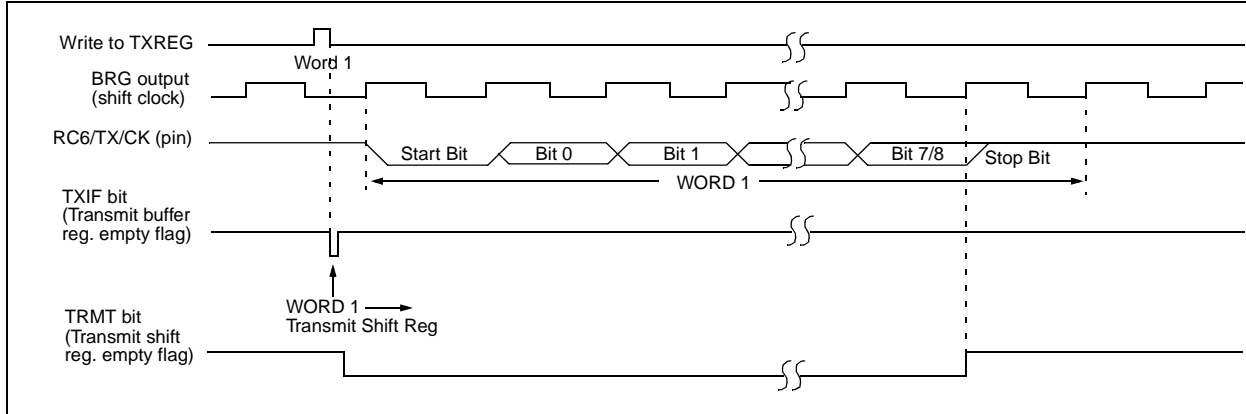 Write to TXREG
Word 1
BRG output
(shift clock)
RC6/TX/CK (pin)
Start Bit
Bit 0
Bit 1
Bit 7/8
Stop Bit
WORD 1
TXIF bit
(Transmit buffer
reg. empty flag)
WORD 1
Transmit Shift Reg
TRMT bit
(Transmit shift
reg. empty flag)